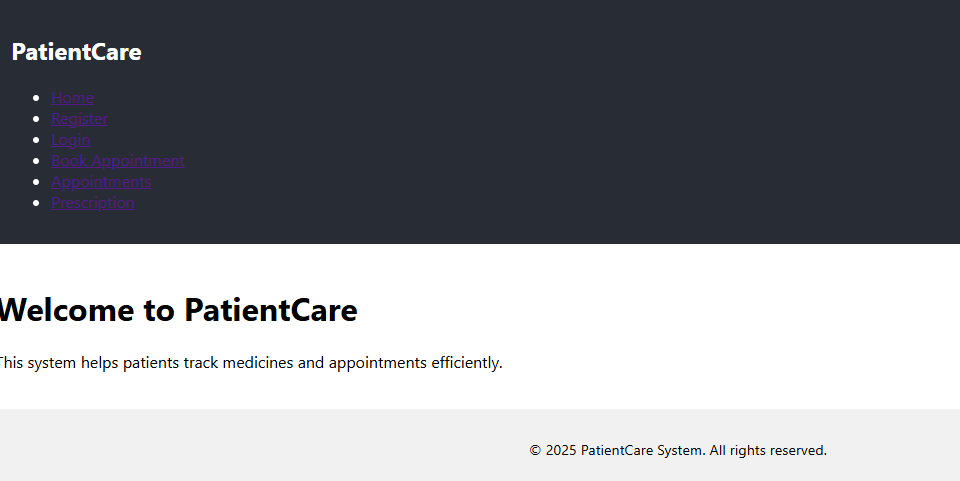 PatientCare
Home
Register
Login
Book Appointment
Appointments
Prescription
Welcome to PatientCare
This system helps patients track medicines and appointments efficiently.
© 2025 PatientCare System. All rights reserved.